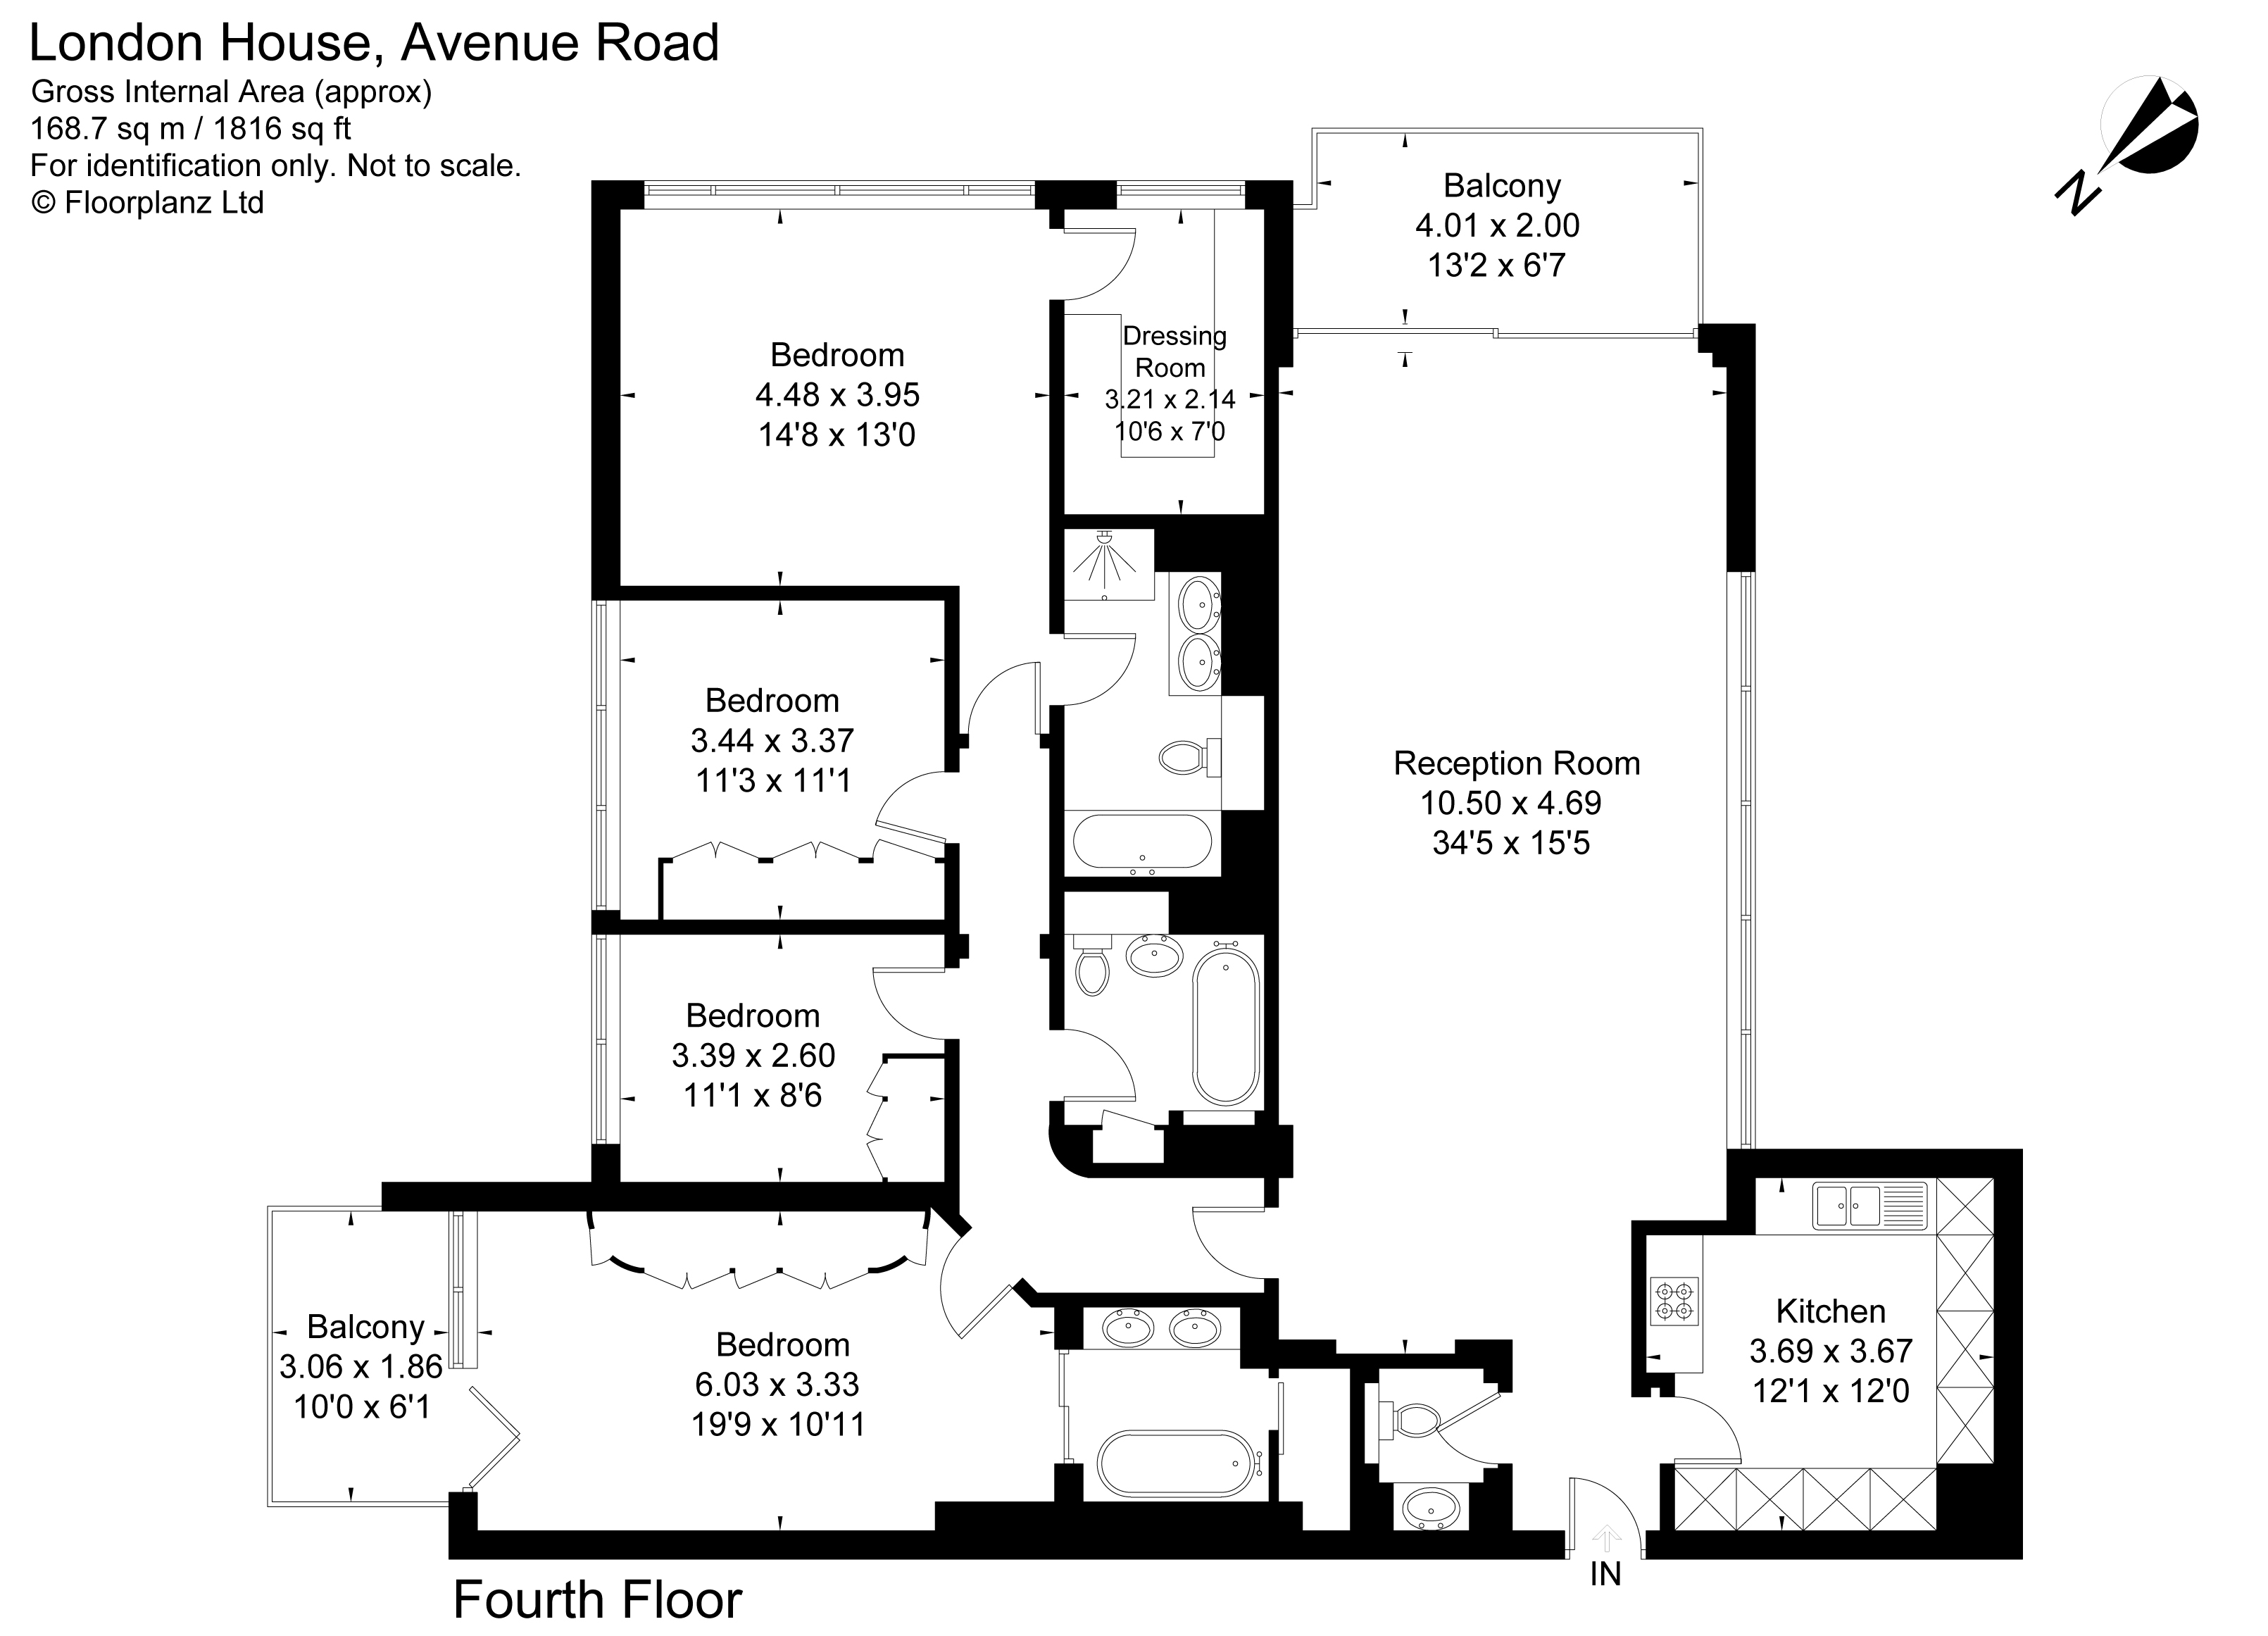 London House, Avenue Road
Gross Internal Area (approx)
168.7 sq m / 1816 sq ft
For identification only. Not to scale.
© Floorplanz Ltd
N
Balcony
4.01 x 2.00
13'2 x 6'7
Bedroom
4.48 x 3.95
14'8 x 13'0
Dressing
Room
3.21 x 2.14
10'6 x 7'0
Bedroom
3.44 x 3.37
11'3 x 11'1
Reception Room
10.50 x 4.69
34'5 x 15'5
Bedroom
3.39 x 2.60
11'1 x 8'6
Balcony
3.06 x 1.86
10'0 x 6'1
Bedroom
6.03 x 3.33
19'9 x 10'11
Kitchen
3.69 x 3.67
12'1 x 12'0
IN
Fourth Floor